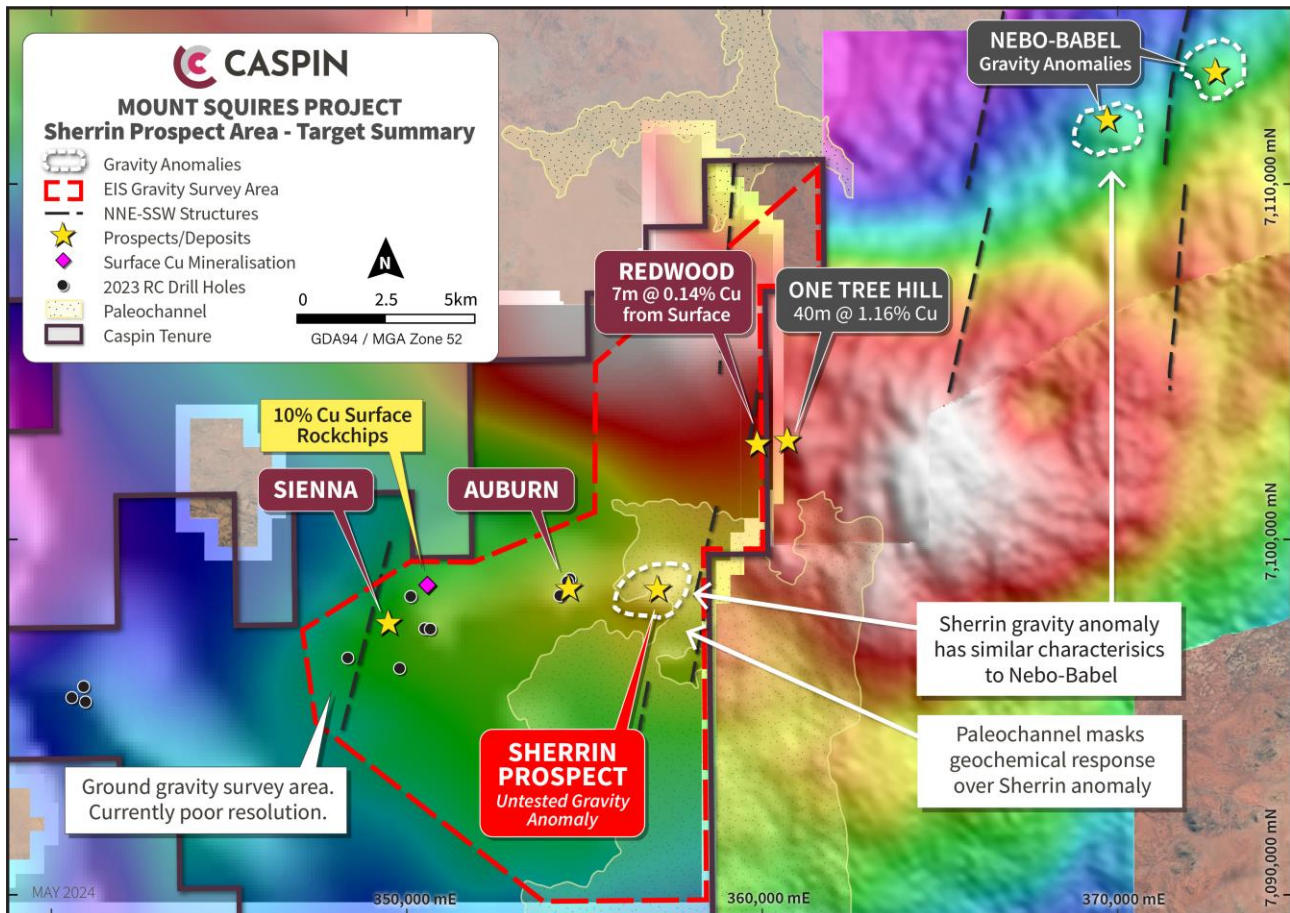 CASPIN
MOUNT SQUIRES PROJECT
Sherrin Prospect Area - Target Summary
Gravity Anomalies
EIS Gravity Survey Area
NNE-SSW Structures
Prospects/Deposits
Surface Cu Mineralisation
2023 RC Drill Holes
Paleochannel
Caspin Tenure
N
0 2.5 5km
GDA94 / MGA Zone 52
NEBO-BABEL
Gravity Anomalies
7,110,000 mN
REDWOOD
7m @ 0.14% Cu
from Surface
ONE TREE HILL
40m @ 1.16% Cu
10% Cu Surface
Rockchips
SIENNA
AUBURN
7,100,000 mN
Sherrin gravity anomaly
has similar characterisics
to Nebo-Babel
SHERRIN
PROSPECT
Untested Gravity
Anomaly
Paleochannel masks
geochemical response
over Sherrin anomaly
Ground gravity survey area.
Currently poor resolution.
7,090,000 mN
MAY 2024
350,000 mE
360,000 mE
370,000 mE